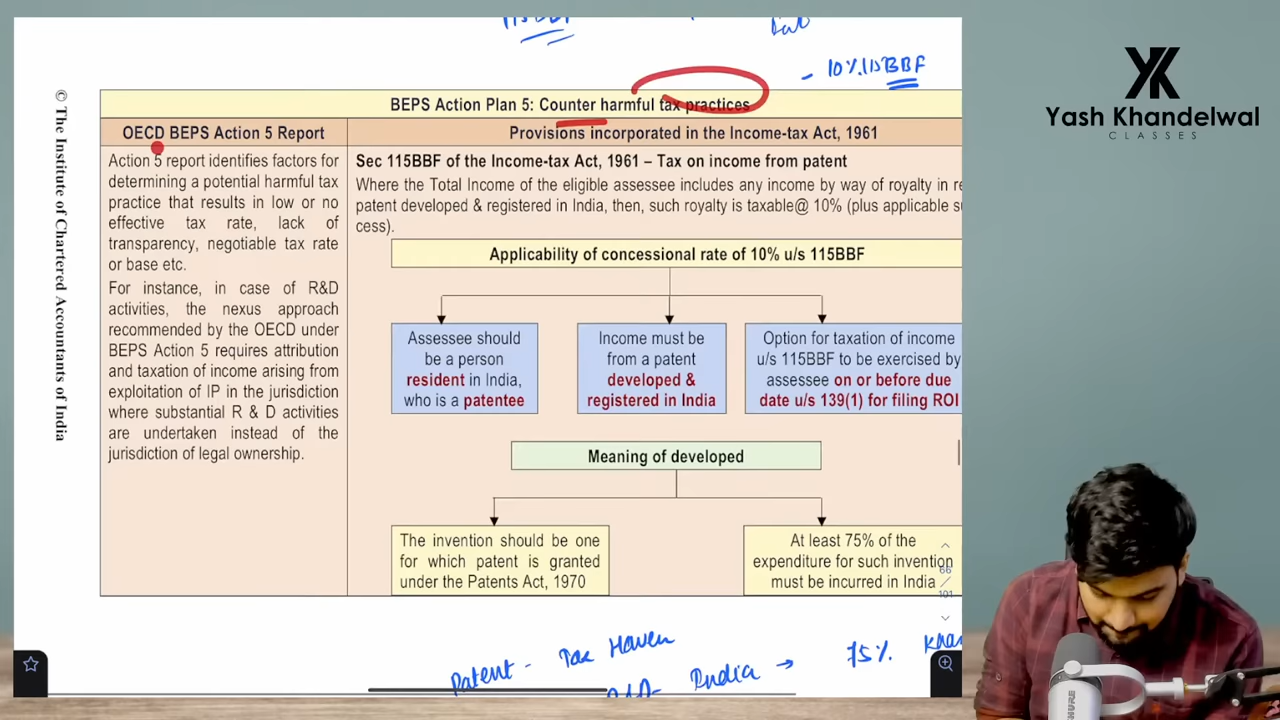 115BBF
- 10% 115BBF
BEPS Action Plan 5: Counter harmful tax practices
OECD BEPS Action 5 Report
Provisions incorporated in the Income-tax Act, 1961
Action 5 report identifies factors for
determining a potential harmful tax
practice that results in low or no
effective tax rate, lack of
transparency, negotiable tax rate
or base etc.
For instance, in case of R&D
activities, the nexus approach
recommended by the OECD under
BEPS Action 5 requires attribution
and taxation of income arising from
exploitation of IP in the jurisdiction
where substantial R & D activities
are undertaken instead of the
jurisdiction of legal ownership.
Sec 115BBF of the Income-tax Act, 1961 – Tax on income from patent
Where the Total Income of the eligible assessee includes any income by way of royalty in
patent developed & registered in India, then, such royalty is taxable@ 10% (plus applicable
cess).
Applicability of concessional rate of 10% u/s 115BBF
Assessee should
be a person
resident in India,
who is a patentee
Income must be
from a patent
developed &
registered in India
Option for taxation of income
u/s 115BBF to be exercised by
assessee on or before due
date u/s 139(1) for filing ROI
Meaning of developed
The invention should be one
for which patent is granted
under the Patents Act, 1970
At least 75% of the
expenditure for such invention
must be incurred in India
Patent - Tax Haven
India → 75%
66
/
101
© The Institute of Chartered Accountants of India
Yash Khandelwal
CLASSES
SHURE